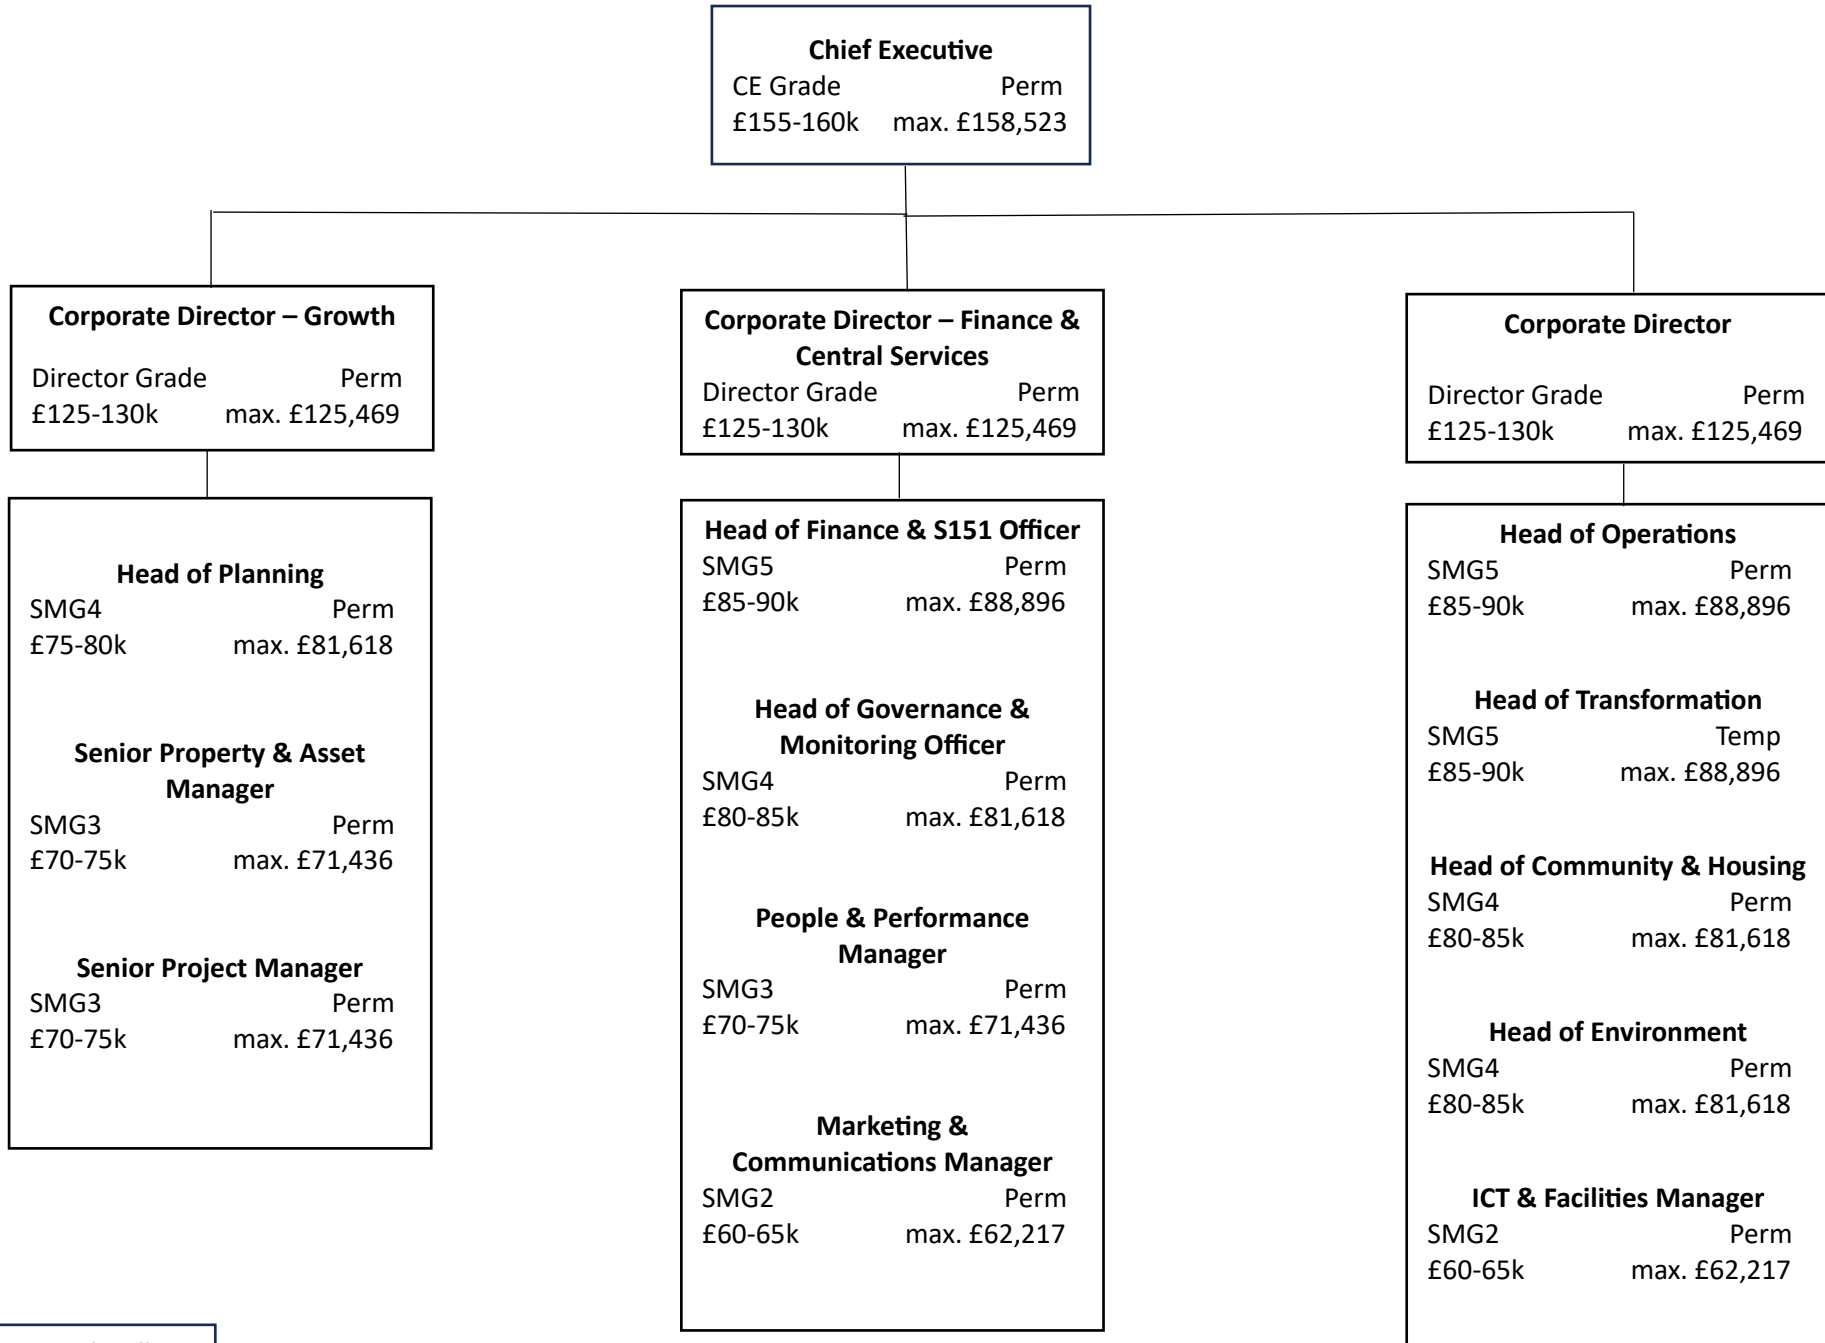 Chief Executive
CE Grade Perm
£155-160k max. £158,523
Corporate Director – Growth
Director Grade Perm
£125-130k max. £125,469
Head of Planning
SMG4 Perm
£75-80k max. £81,618
Senior Property & Asset
Manager
SMG3 Perm
£70-75k max. £71,436
Senior Project Manager
SMG3 Perm
£70-75k max. £71,436
Corporate Director – Finance &
Central Services
Director Grade Perm
£125-130k max. £125,469
Head of Finance & S151 Officer
SMG5 Perm
£85-90k max. £88,896
Head of Governance &
Monitoring Officer
SMG4 Perm
£80-85k max. £81,618
People & Performance
Manager
SMG3 Perm
£70-75k max. £71,436
Marketing &
Communications Manager
SMG2 Perm
£60-65k max. £62,217
Corporate Director
Director Grade Perm
£125-130k max. £125,469
Head of Operations
SMG5 Perm
£85-90k max. £88,896
Head of Transformation
SMG5 Temp
£85-90k max. £88,896
Head of Community & Housing
SMG4 Perm
£80-85k max. £81,618
Head of Environment
SMG4 Perm
£80-85k max. £81,618
ICT & Facilities Manager
SMG2 Perm
£60-65k max. £62,217